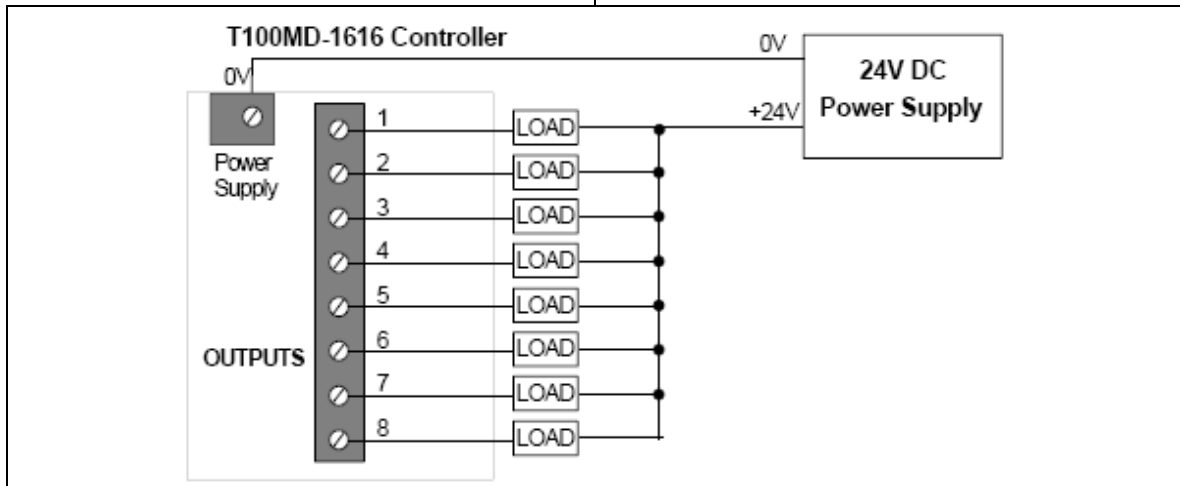 T100MD-1616 Controller
0V
0V
24V DC
Power Supply
+24V
Power
Supply
1 LOAD
2 LOAD
3 LOAD
4 LOAD
5 LOAD
6 LOAD
7 LOAD
8 LOAD
OUTPUTS